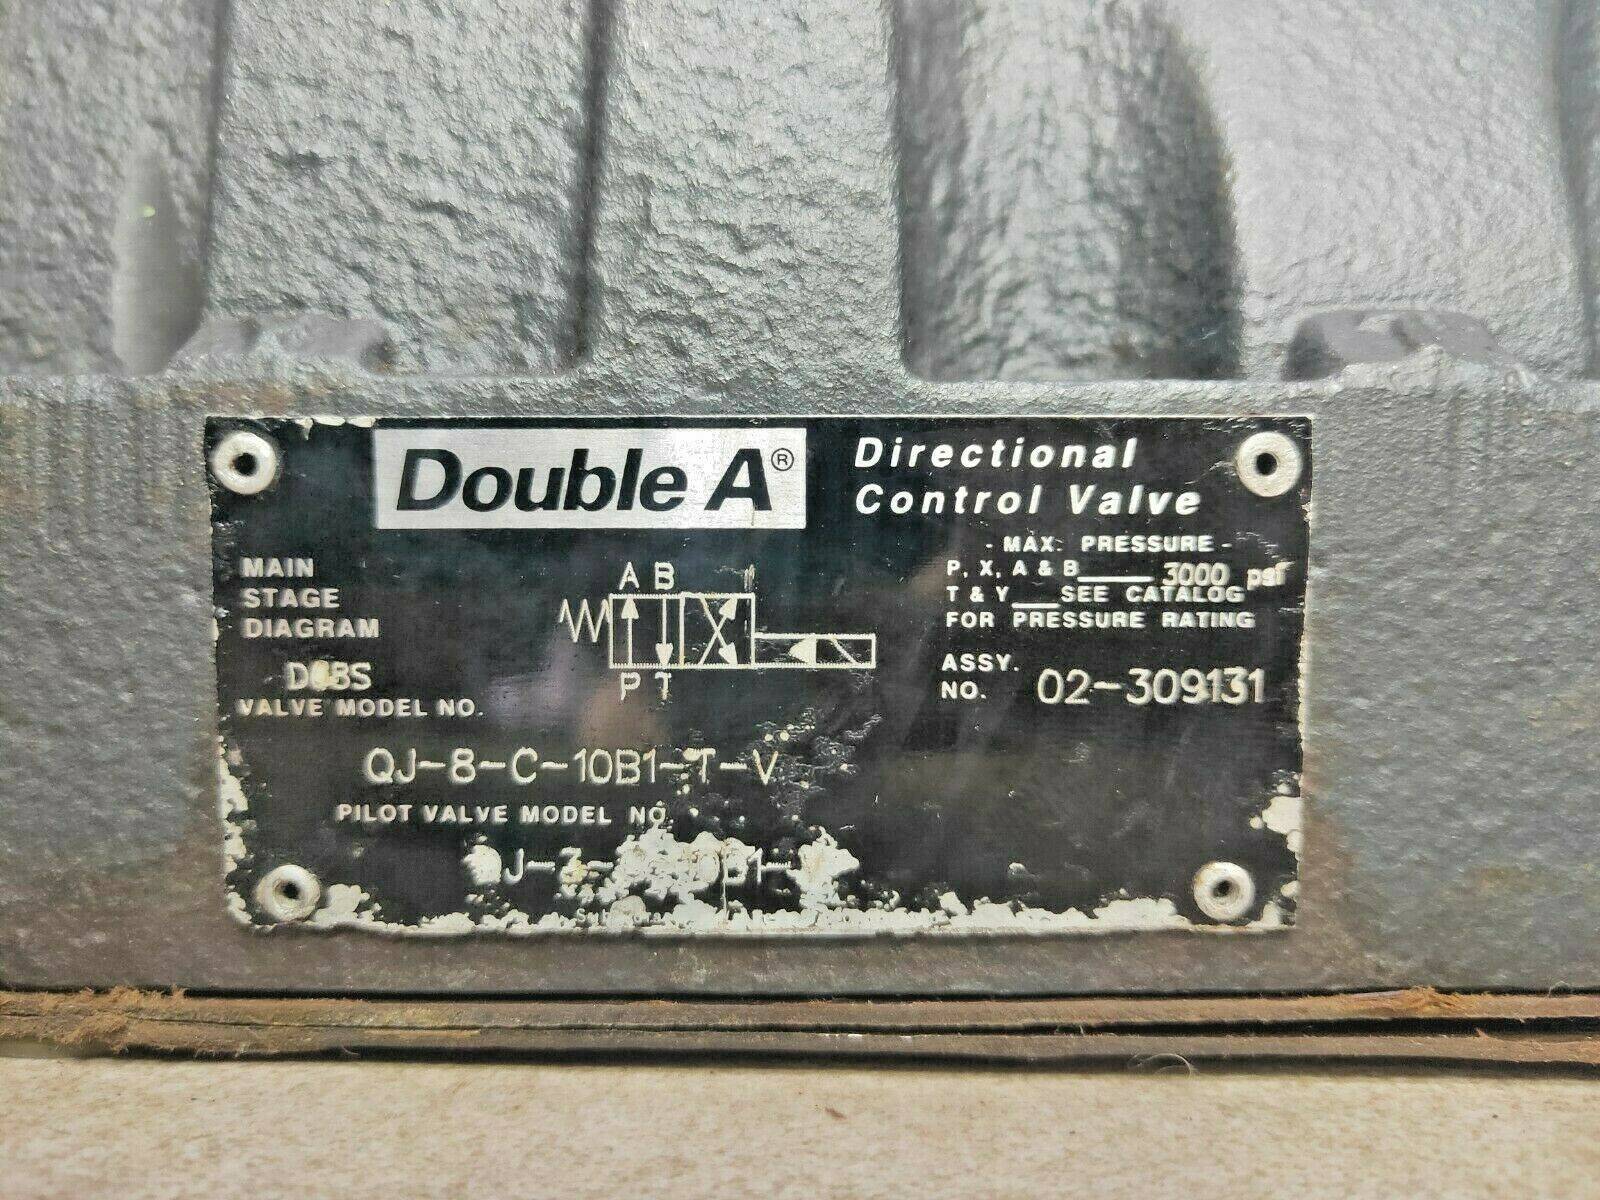 Double A®
Directional
Control Valve
- MAX. PRESSURE -
P, X, A & B 3000 psi
T & Y SEE CATALOG
FOR PRESSURE RATING
MAIN
STAGE
DIAGRAM
A B
P T
VALVE MODEL NO.
ASSY.
NO. 02-309131
QJ-8-C-10B1-T-V
PILOT VALVE MODEL NO.